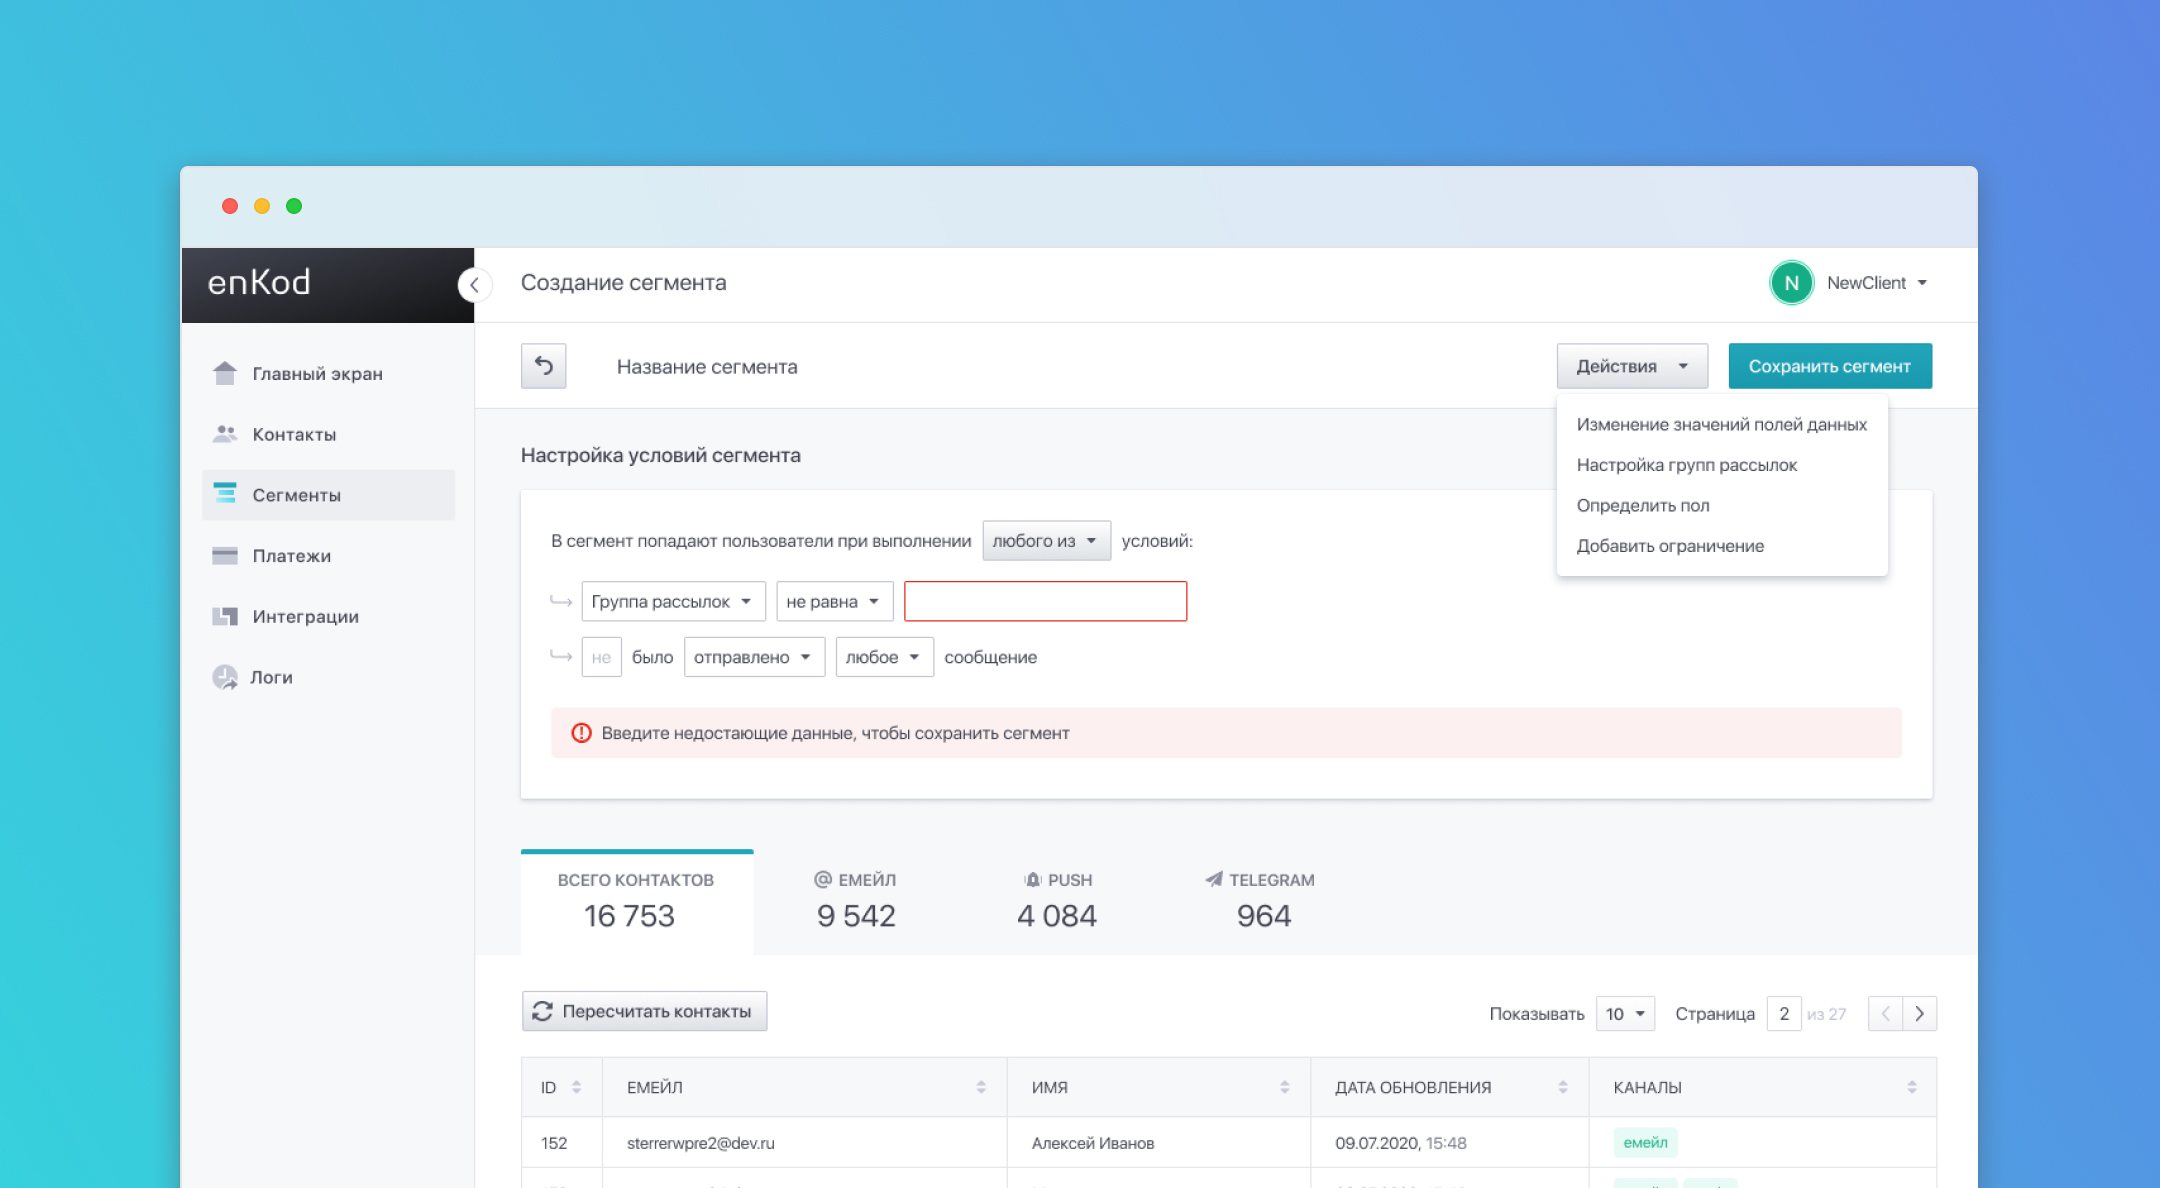 enKod
Создание сегмента
N NewClient
Главный экран
Контакты
Сегменты
Платежи
Интеграции
Логи
Название сегмента
Действия
Сохранить сегмент
Изменение значений полей данных
Настройка групп рассылок
Определить пол
Добавить ограничение
Настройка условий сегмента
В сегмент попадают пользователи при выполнении любого из условий:
Группа рассылок не равна
не было отправлено любое сообщение
Введите недостающие данные, чтобы сохранить сегмент
ВСЕГО КОНТАКТОВ
16 753
ЕМЕЙЛ
9 542
PUSH
4 084
TELEGRAM
964
Пересчитать контакты
Показывать 10 Страница 2 из 27
ID ЕМЕЙЛ ИМЯ ДАТА ОБНОВЛЕНИЯ КАНАЛЫ
152 sterrerwpre2@dev.ru Алексей Иванов 09.07.2020, 15:48 емейл